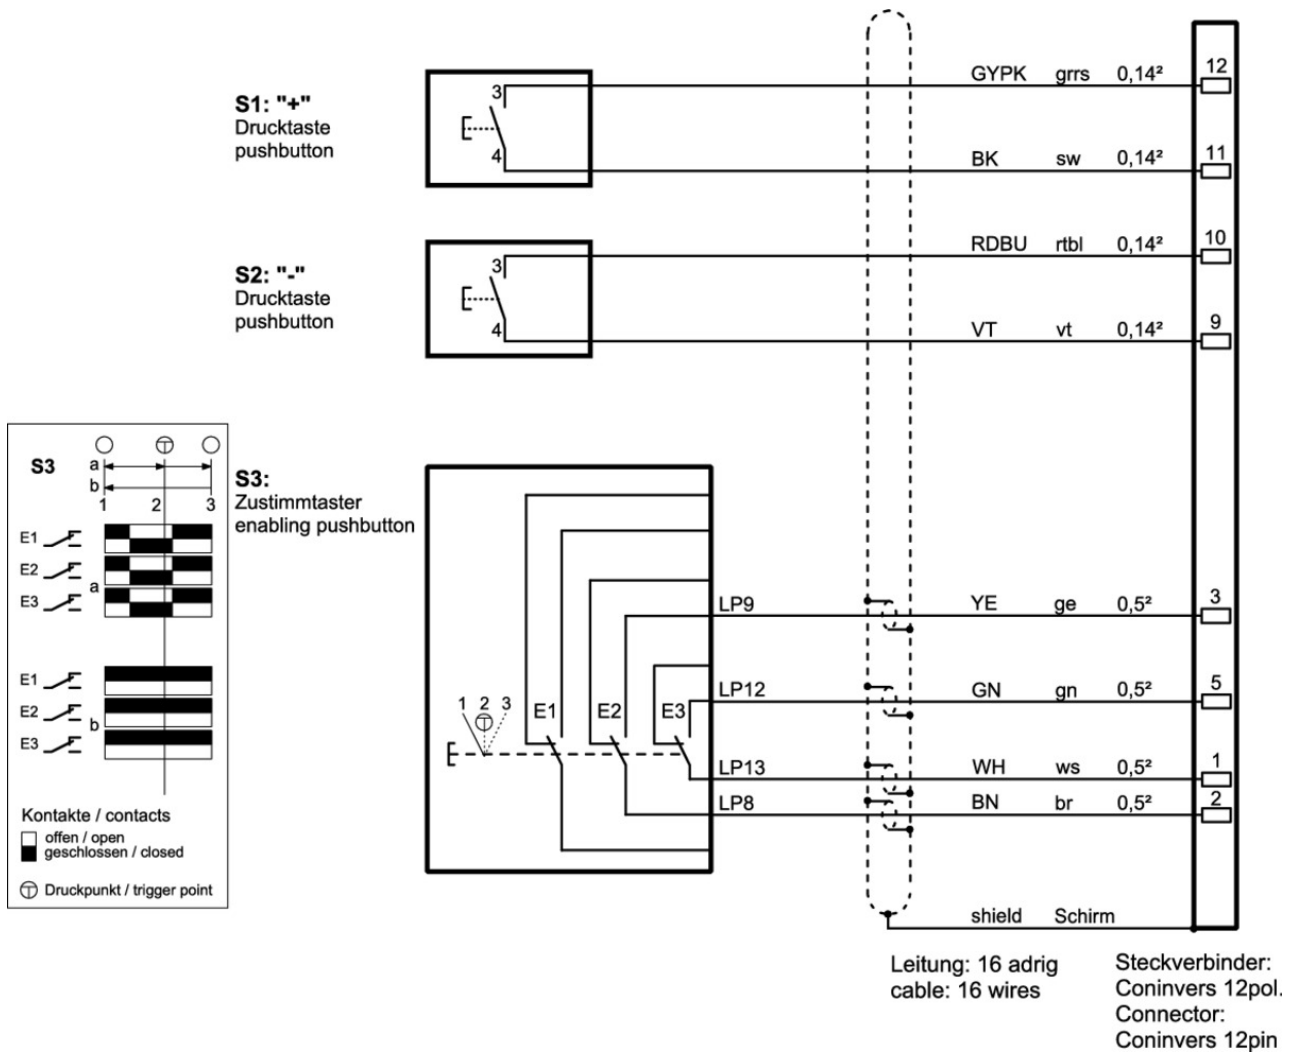 GYPK grrs 0,14² 12
S1: "+"
Drucktaste
pushbutton
3
4
BK sw 0,14² 11
RDBU rtbl 0,14² 10
S2: "-"
Drucktaste
pushbutton
3
4
VT vt 0,14² 9
S3
a
b
1 2 3
E1
E2
a
E3
E1
E2
b
E3
Kontakte / contacts
offen / open
geschlossen / closed
T Druckpunkt / trigger point
S3:
Zustimmtaster
enabling pushbutton
1 2 3
T
E1 E2 E3
LP9 YE ge 0,5² 3
LP12 GN gn 0,5² 5
LP13 WH ws 0,5² 1
LP8 BN br 0,5² 2
shield Schirm
Leitung: 16 adrig
cable: 16 wires
Steckverbinder:
Coninvers 12pol.
Connector:
Coninvers 12pin